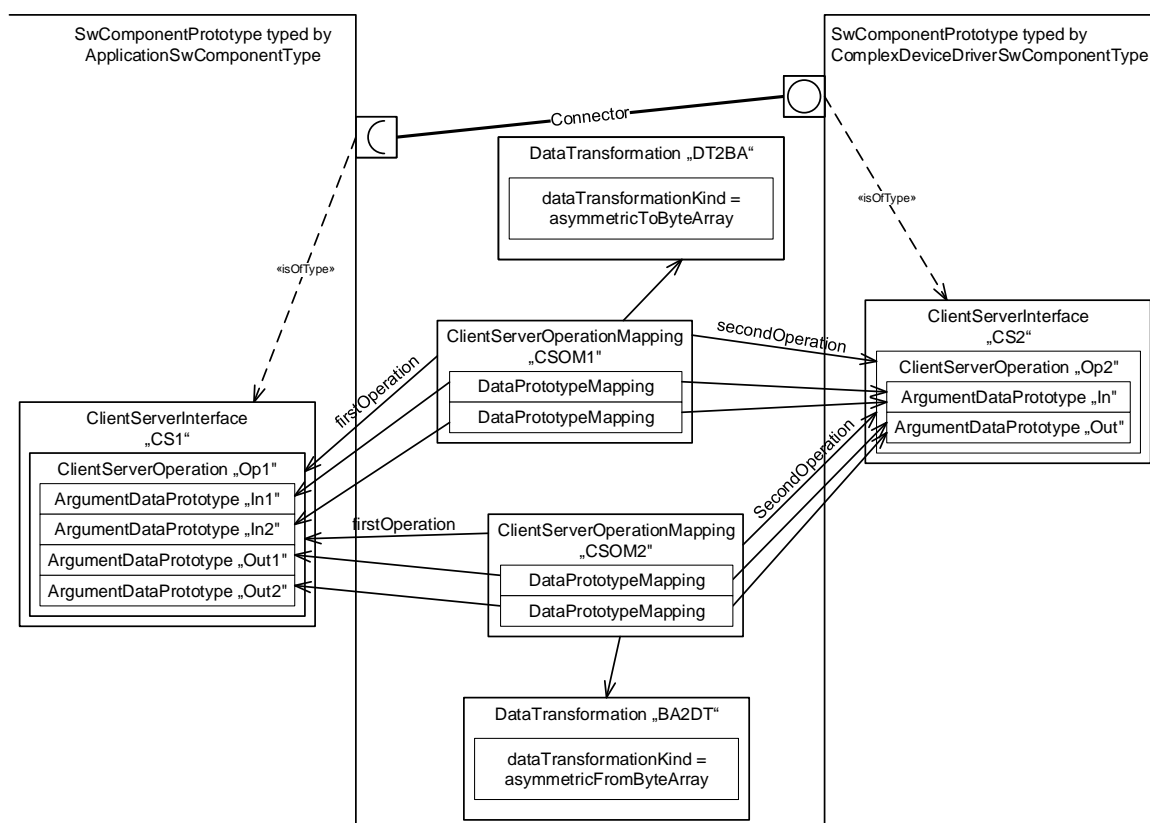 SwComponentPrototype typed by
ApplicationSwComponentType
SwComponentPrototype typed by
ComplexDeviceDriverSwComponentType
Connector
DataTransformation „DT2BA“
dataTransformationKind =
asymmetricToByteArray
«isOfType»
«isOfType»
ClientServerInterface
„CS2“
ClientServerOperation „Op2"
ArgumentDataPrototype „In"
ArgumentDataPrototype „Out"
ClientServerOperationMapping
„CSOM1"
DataPrototypeMapping
DataPrototypeMapping
secondOperation
firstOperation
ClientServerInterface
„CS1“
ClientServerOperation „Op1"
ArgumentDataPrototype „In1"
ArgumentDataPrototype „In2"
ArgumentDataPrototype „Out1"
ArgumentDataPrototype „Out2"
firstOperation
SecondOperation
ClientServerOperationMapping
„CSOM2"
DataPrototypeMapping
DataPrototypeMapping
DataTransformation „BA2DT“
dataTransformationKind =
asymmetricFromByteArray